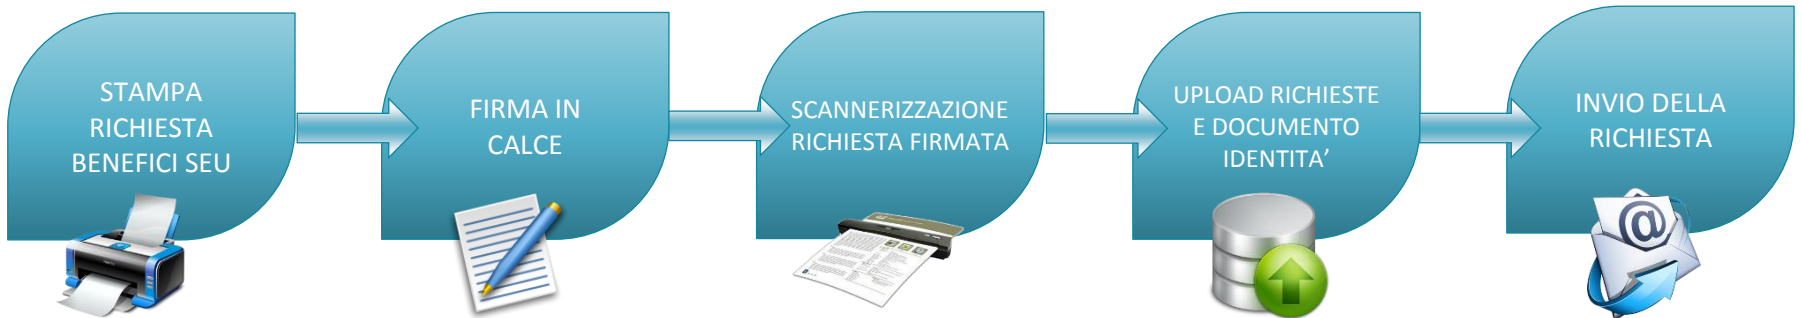 STAMPA
RICHIESTA
BENEFICI SEU
FIRMA IN
CALCE
SCANNERIZZAZIONE
RICHIESTA FIRMATA
UPLOAD RICHIESTE
E DOCUMENTO
IDENTITA’
INVIO DELLA
RICHIESTA
@